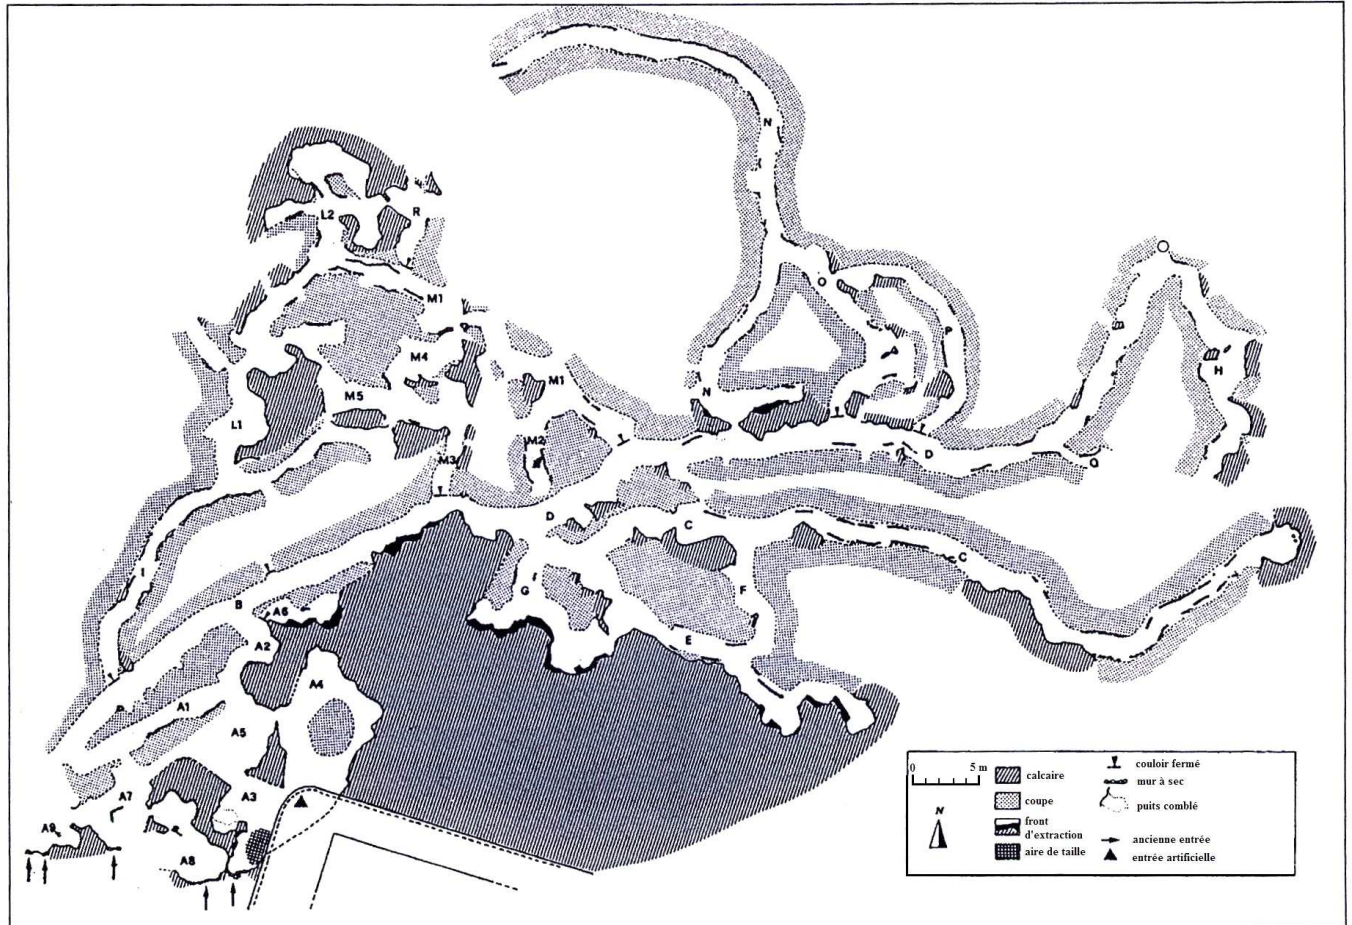 N
L2
R
O
M1
P
M4
M1
H
M5
N
L1
M2
M3
D
Q
D
C
C
I
G
F
B
A6
E
A2
A4
A1
A5
A7
A3
A9
A8
0 5 m
N
calcaire
coupe
front
d'extraction
aire de taille
couloir fermé
mur à sec
puits comblé
ancienne entrée
entrée artificielle